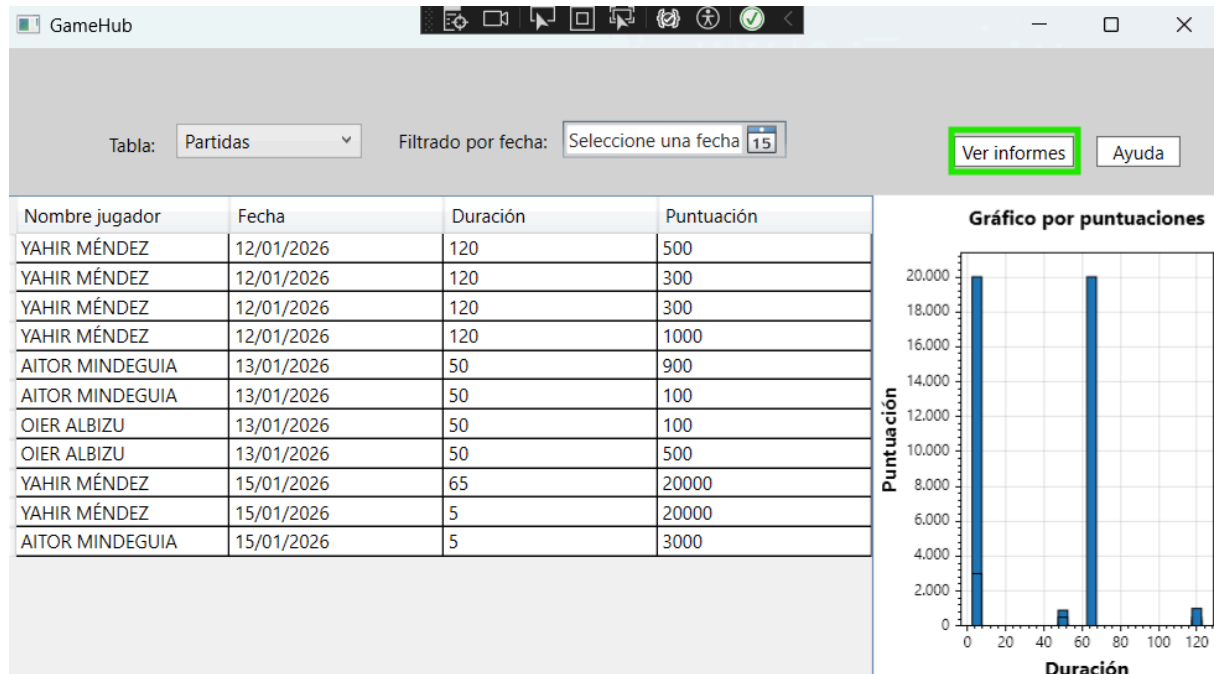 GameHub
Tabla: Partidas Filtrado por fecha: Seleccione una fecha 15 Ver informes Ayuda
Nombre jugador Fecha Duración Puntuación
YAHIR MÉNDEZ 12/01/2026 120 500
YAHIR MÉNDEZ 12/01/2026 120 300
YAHIR MÉNDEZ 12/01/2026 120 300
YAHIR MÉNDEZ 12/01/2026 120 1000
AITOR MINDEGUIA 13/01/2026 50 900
AITOR MINDEGUIA 13/01/2026 50 100
OIER ALBIZU 13/01/2026 50 100
OIER ALBIZU 13/01/2026 50 500
YAHIR MÉNDEZ 15/01/2026 65 20000
YAHIR MÉNDEZ 15/01/2026 5 20000
AITOR MINDEGUIA 15/01/2026 5 3000
Gráfico por puntuaciones
Puntuación
20.000
18.000
16.000
14.000
12.000
10.000
8.000
6.000
4.000
2.000
0
0 20 40 60 80 100 120
Duración